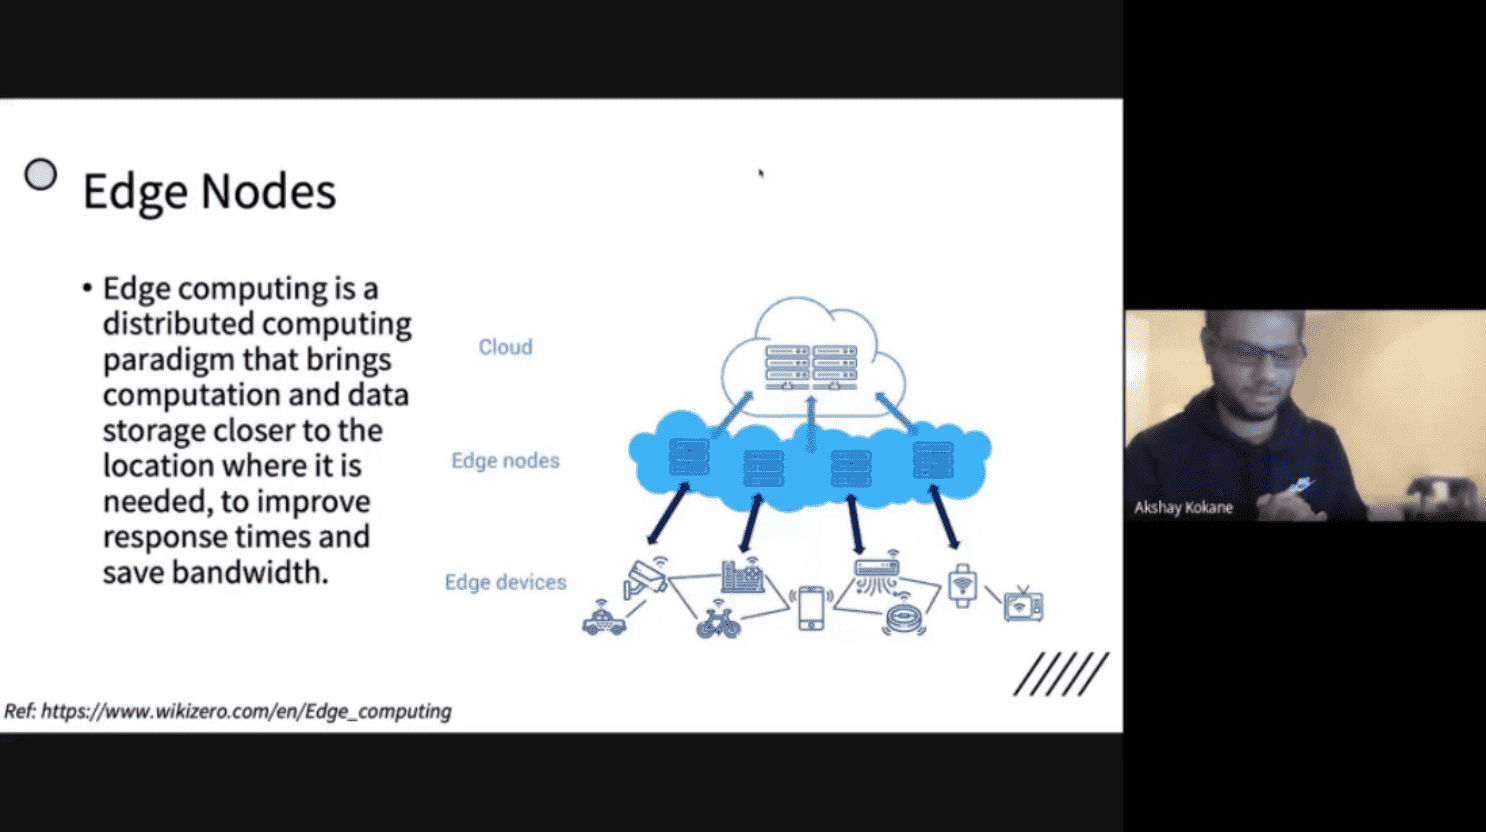 Edge Nodes
• Edge computing is a
distributed computing
paradigm that brings
computation and data
storage closer to the
location where it is
needed, to improve
response times and
save bandwidth.
Cloud
Edge nodes
Edge devices
Ref: https://www.wikizero.com/en/Edge_computing
Akshay Kokane